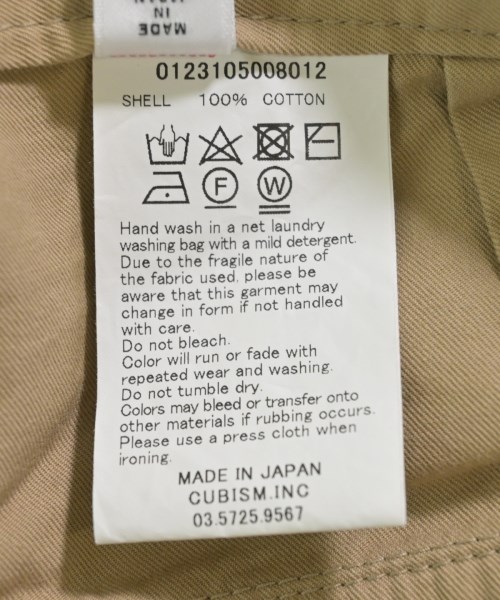 MADE
IN
JAPAN
0123105008012
SHELL 100% COTTON
F W
Hand wash in a net laundry
washing bag with a mild detergent.
Due to the fragile nature of
the fabric used, please be
aware that this garment may
change in form if not handled
with care.
Do not bleach.
Color will run or fade with
repeated wear and washing.
Do not tumble dry.
Colors may bleed or transfer onto
other materials if rubbing occurs.
Please use a press cloth when
ironing.
MADE IN JAPAN
CUBISM.INC
03.5725.9567